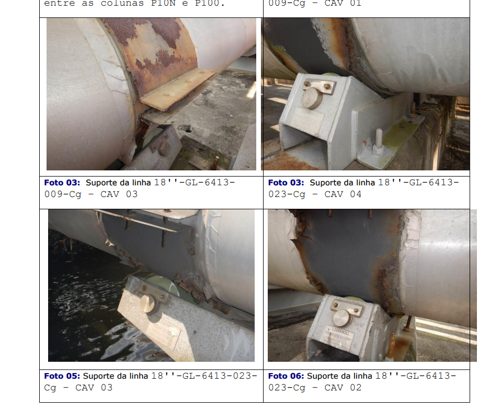 entre as colunas P10N e P100.
009-Cg - CAV 01
Foto 03: Suporte da linha 18''-GL-6413-
009-Cg - CAV 03
Foto 03: Suporte da linha 18''-GL-6413-
023-Cg - CAV 04
Foto 05: Suporte da linha 18''-GL-6413-023-
Cg - CAV 03
Foto 06: Suporte da linha 18''-GL-6413-
023-Cg - CAV 02